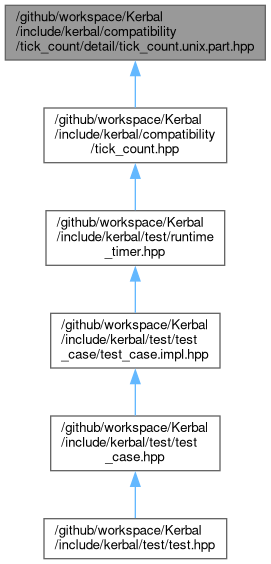 /github/workspace/Kerbal
/include/kerbal/compatibility
/tick_count/detail/tick_count.unix.part.hpp
/github/workspace/Kerbal
/include/kerbal/compatibility
/tick_count.hpp
/github/workspace/Kerbal
/include/kerbal/test/runtime
_timer.hpp
/github/workspace/Kerbal
/include/kerbal/test/test
_case/test_case.impl.hpp
/github/workspace/Kerbal
/include/kerbal/test/test
_case.hpp
/github/workspace/Kerbal
/include/kerbal/test/test.hpp